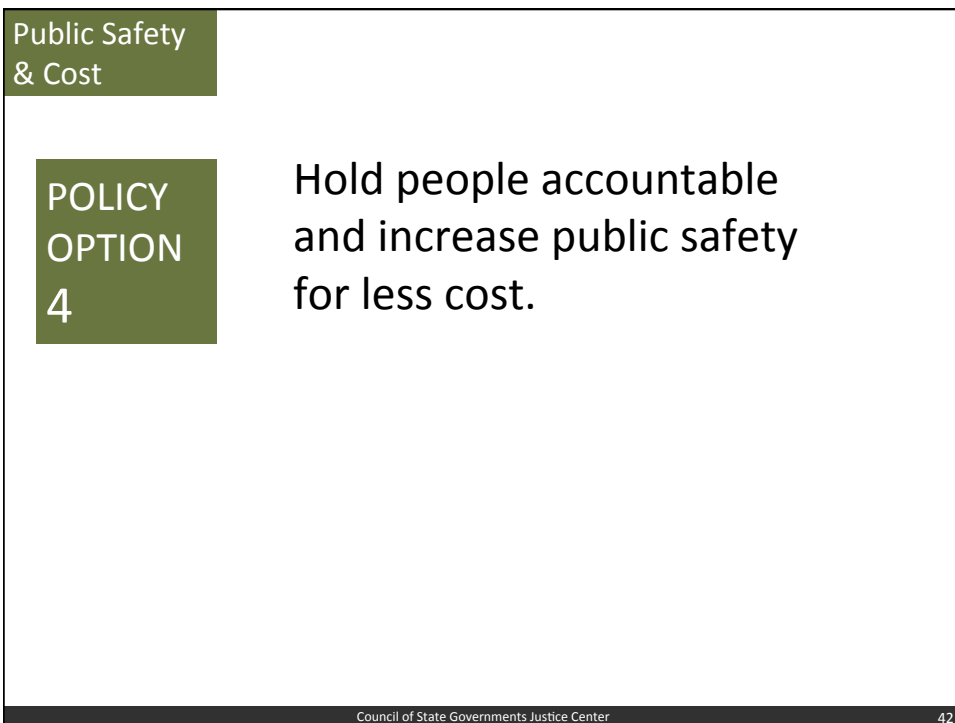 Public Safety
& Cost
POLICY
OPTION
4
Hold people accountable
and increase public safety
for less cost.
Council of State Governments Justice Center
42